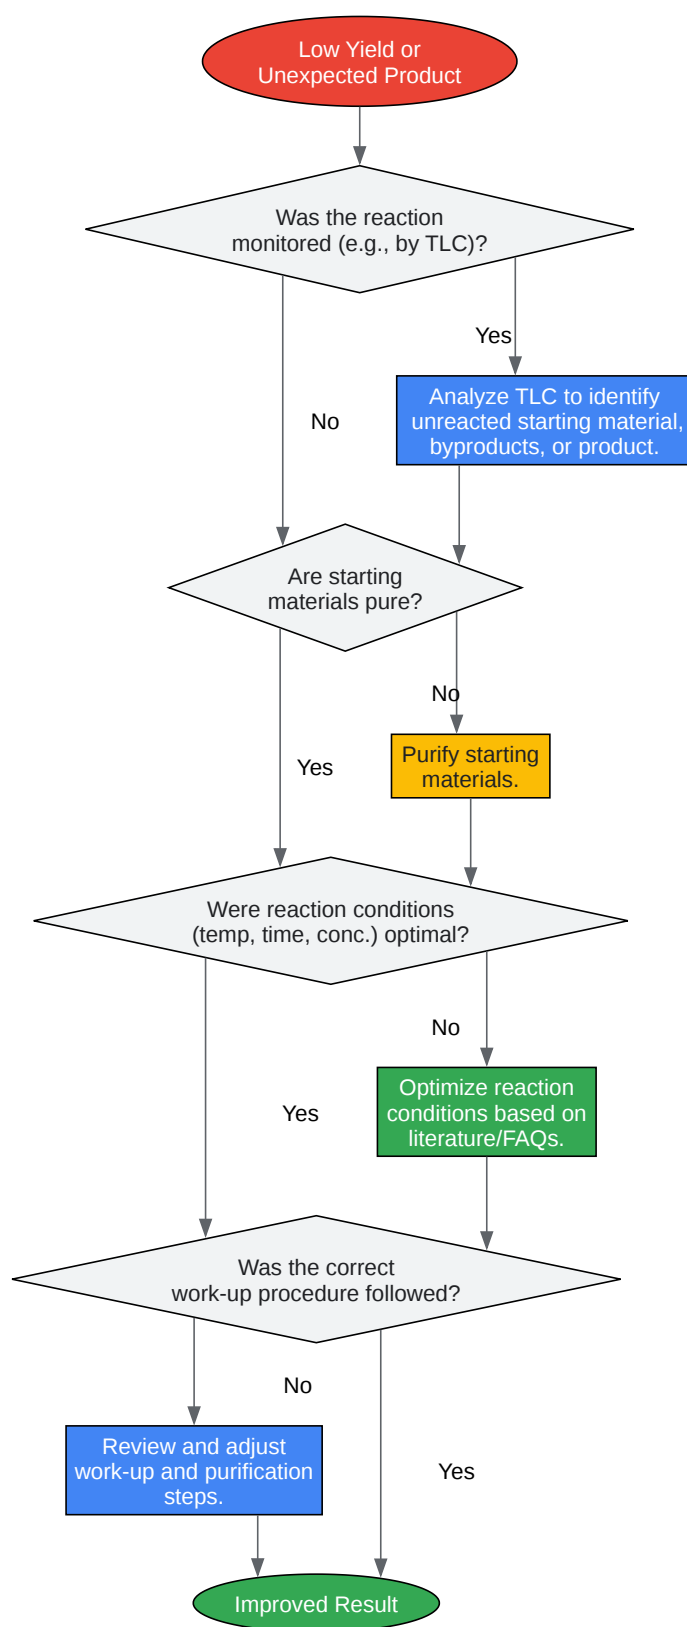 Low Yield or
Unexpected Product
Was the reaction
monitored (e.g., by TLC)?
Yes
Analyze TLC to identify
unreacted starting material,
byproducts, or product.
No
Are starting
materials pure?
No
Purify starting
materials.
Yes
Were reaction conditions
(temp, time, conc.) optimal?
No
Optimize reaction
conditions based on
literature/FAQs.
Yes
Was the correct
work-up procedure followed?
No
Review and adjust
work-up and purification
steps.
Yes
Improved Result